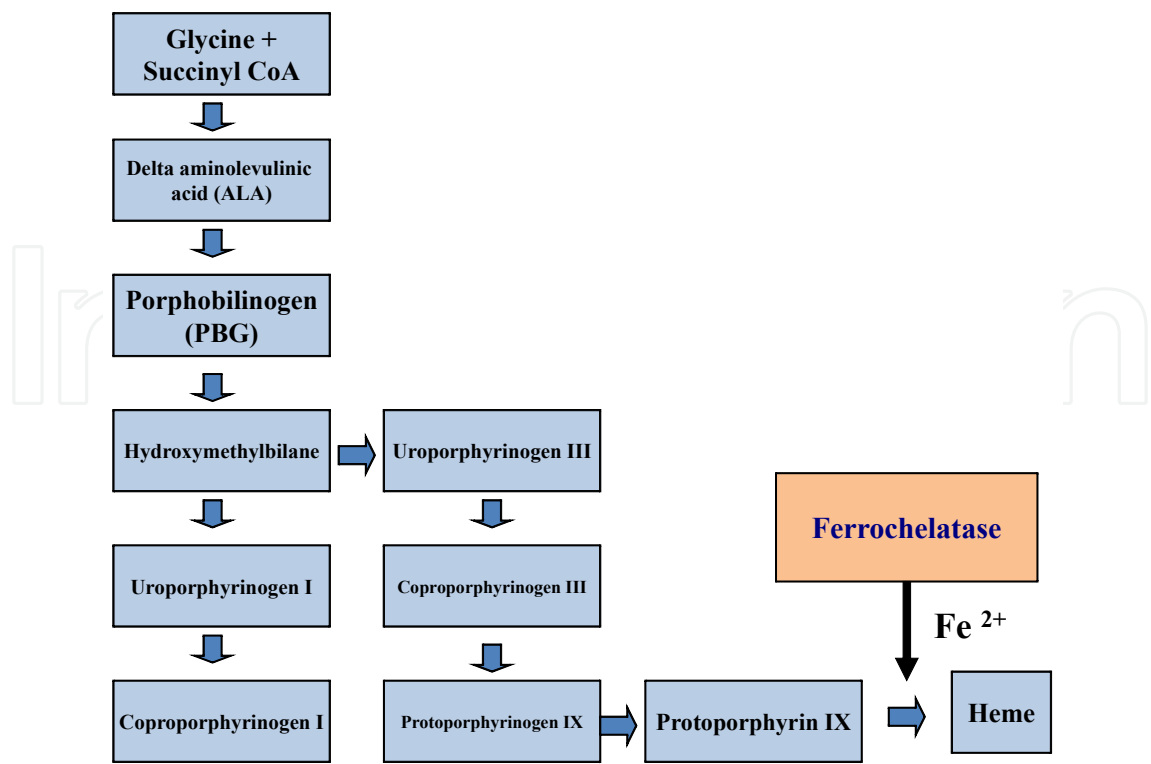 Glycine +
Succinyl CoA
Delta aminolevulinic
acid (ALA)
Porphobilinogen
(PBG)
Hydroxymethylbilane
Uroporphyrinogen III
Ferrochelatase
Uroporphyrinogen I
Coproporphyrinogen III
Fe 2+
Coproporphyrinogen I
Protoporphyrinogen IX
Protoporphyrin IX
Heme